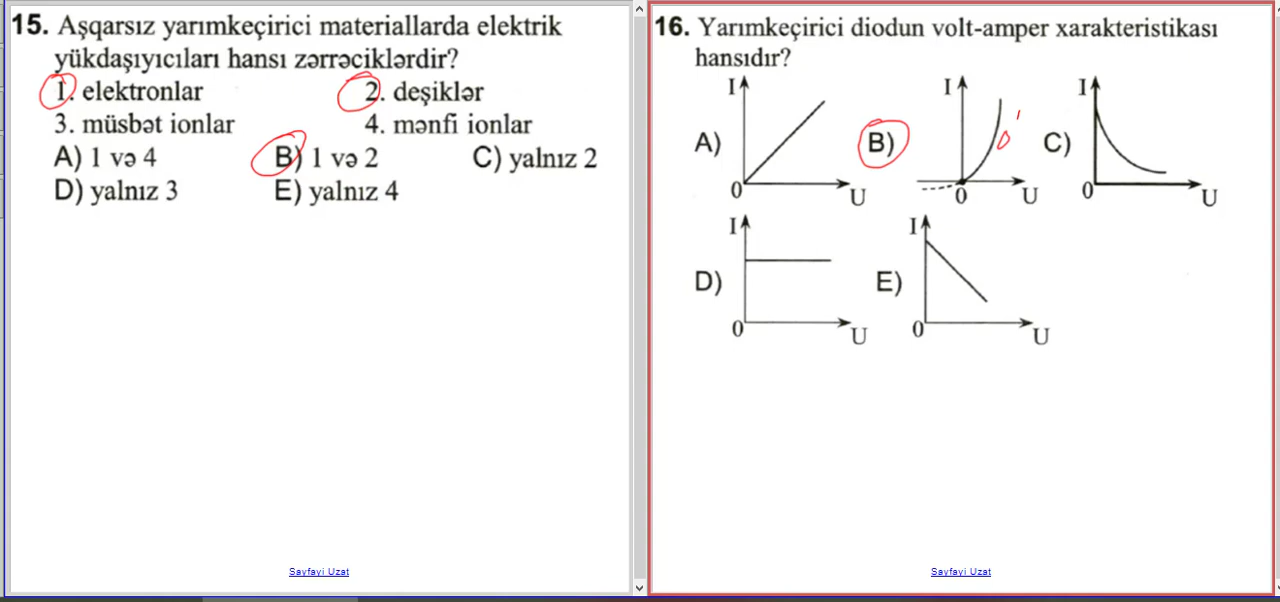 15. Aşqarsız yarımkeçirici materiallarda elektrik
yükdaşıyıcıları hansı zərrəciklərdir?
1. elektronlar 2. deşiklər
3. müsbət ionlar 4. mənfi ionlar
A) 1 və 4 B) 1 və 2 C) yalnız 2
D) yalnız 3 E) yalnız 4
Sayfayi Uzat
16. Yarımkeçirici diodun volt-amper xarakteristikası
hansıdır?
A) I 0 U B) I 0 U C) I 0 U
D) I 0 U E) I 0 U
Sayfayi Uzat